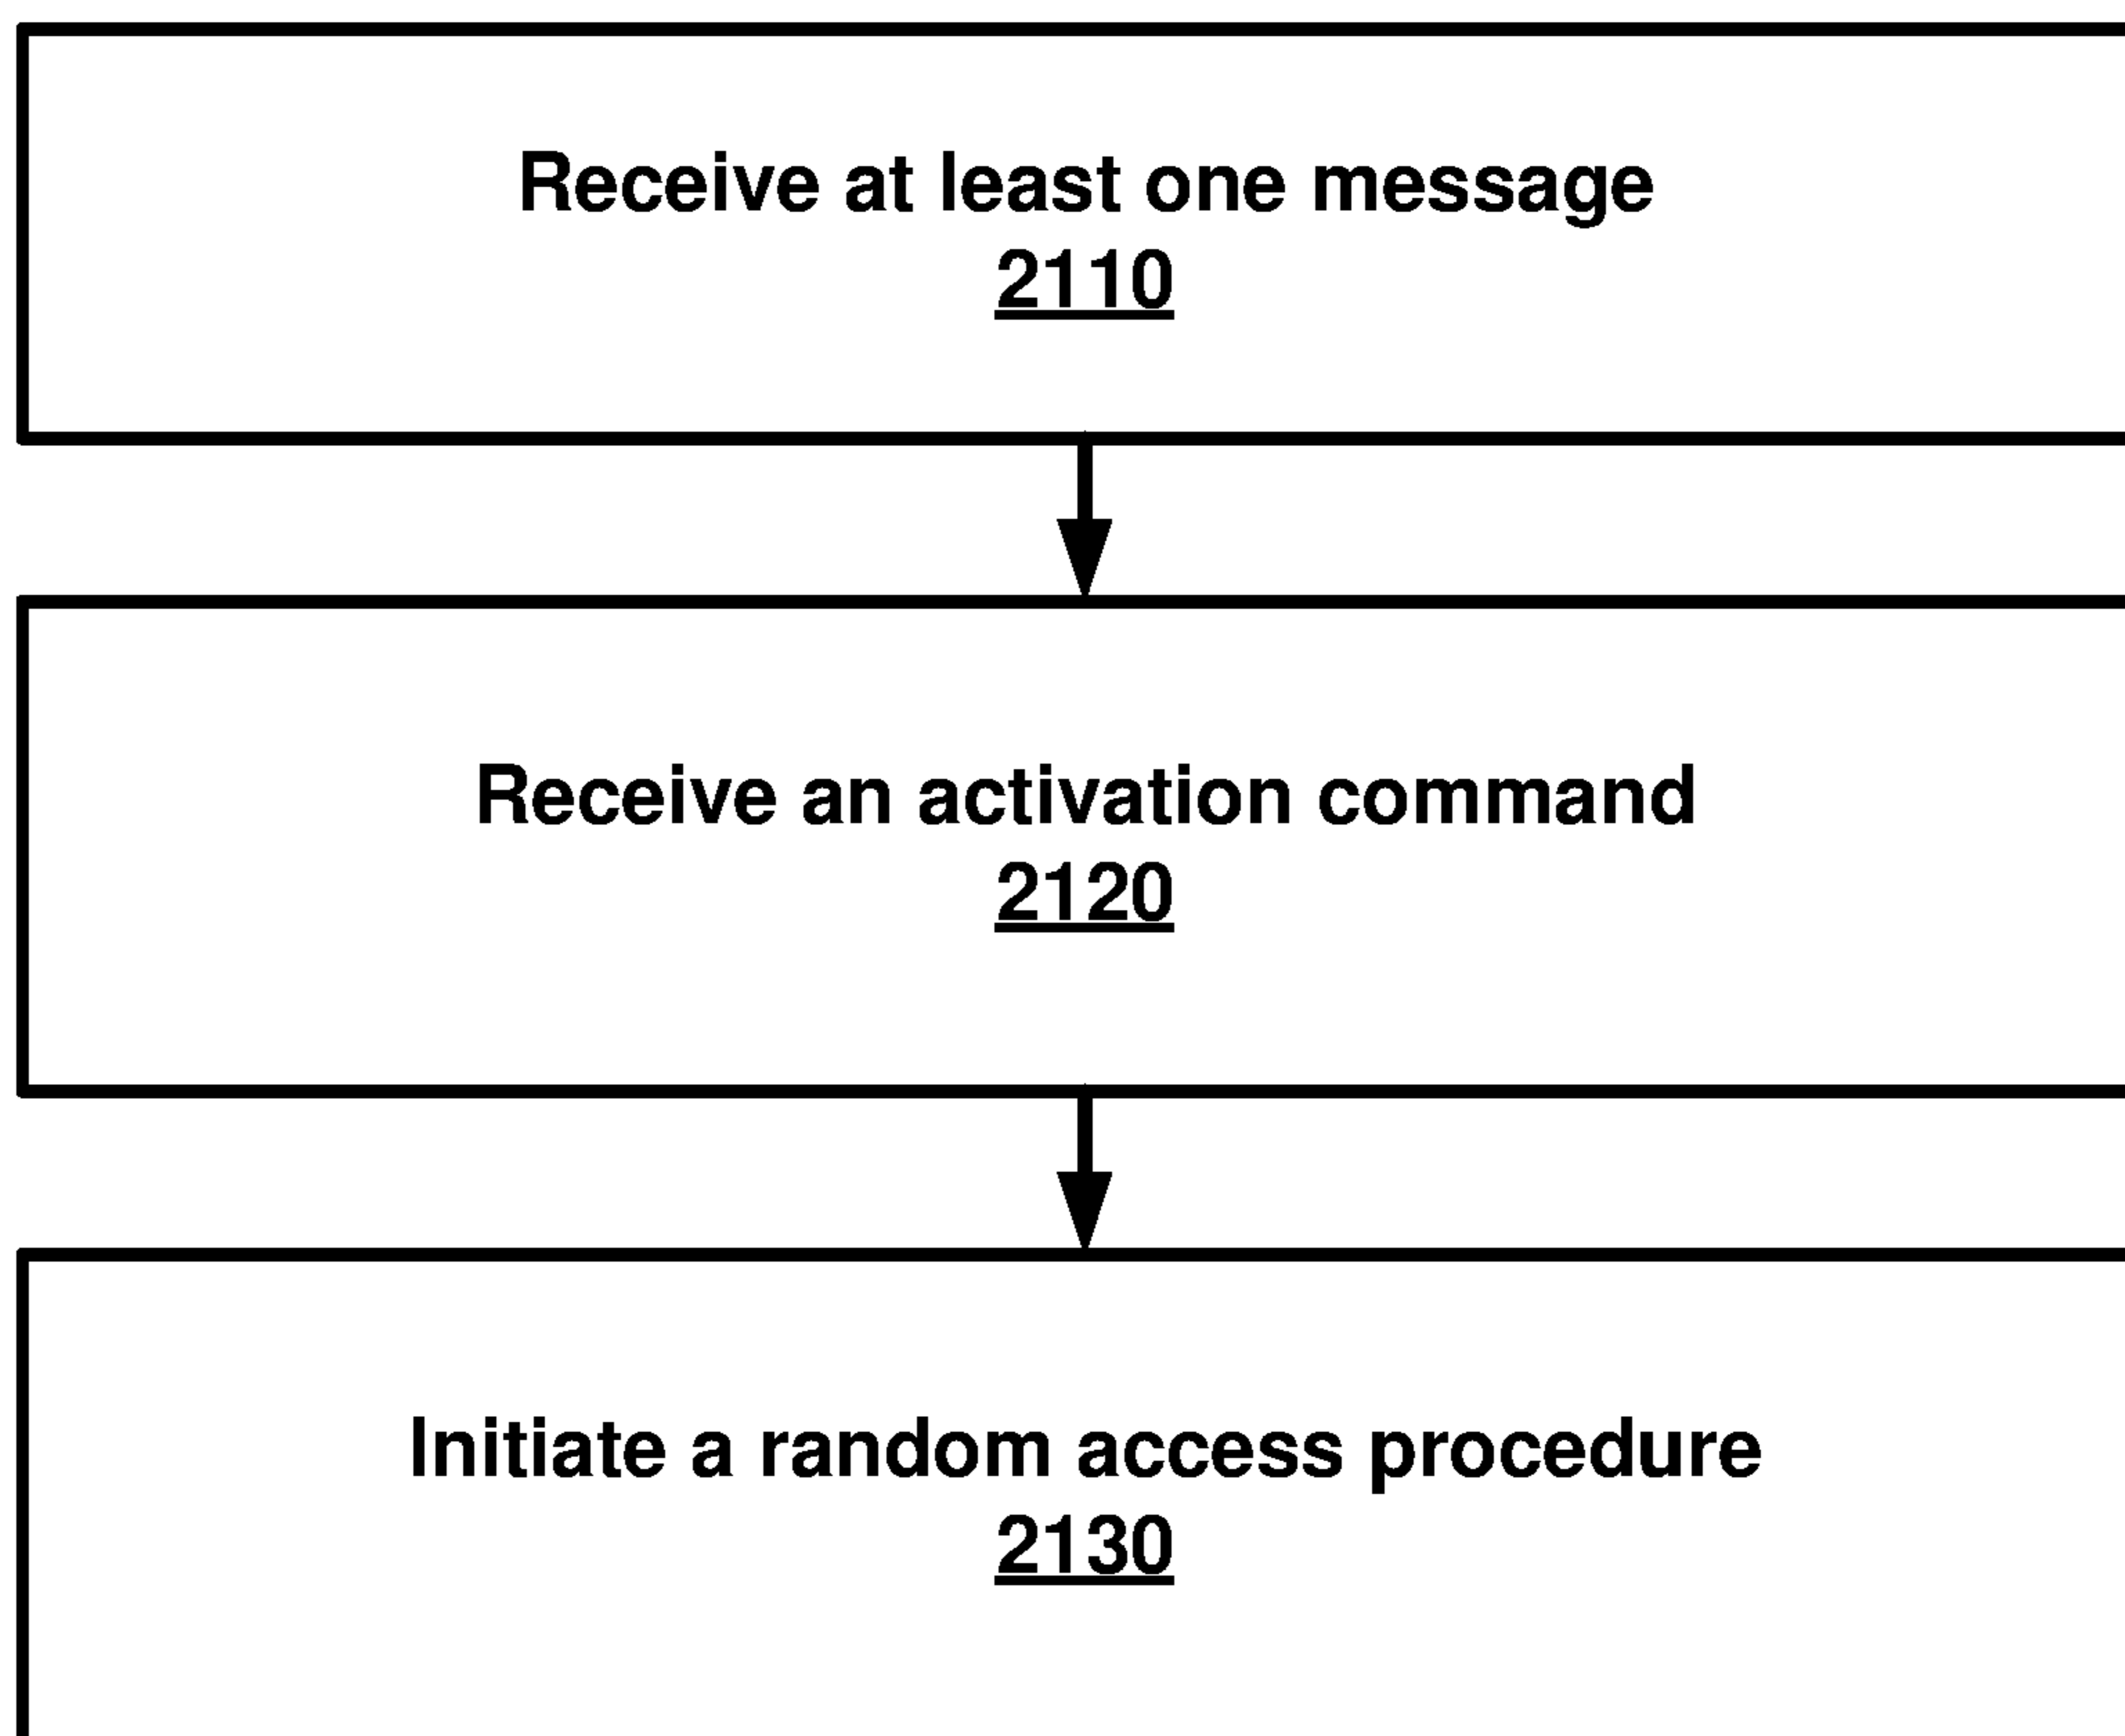 Receive at least one message
2110
Receive an activation command
2120
Initiate a random access procedure
2130